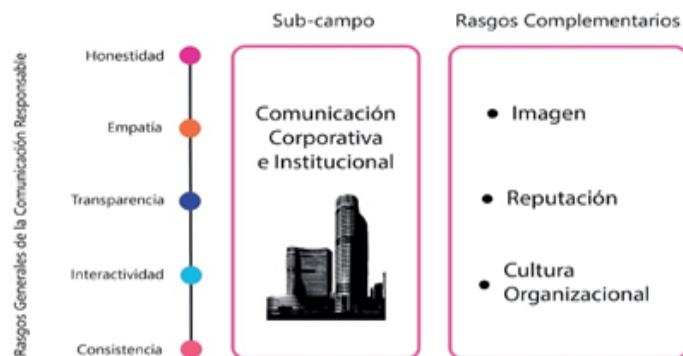 Rasgos Generales de la Comunicación Responsable
Honestidad
Empatía
Transparencia
Interactividad
Consistencia
Sub-campo
Comunicación
Corporativa
e Institucional
Rasgos Complementarios
Imagen
Reputación
Cultura
Organizacional